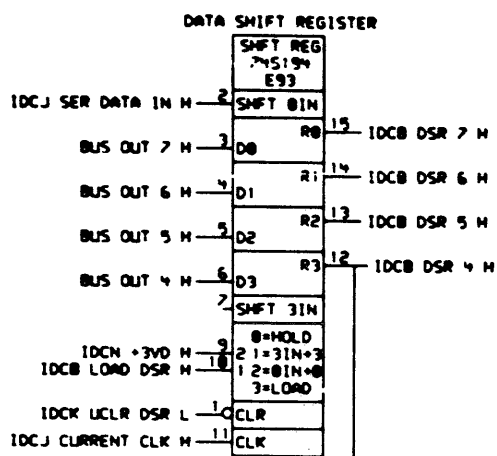 DATA SHIFT REGISTER
SHFT REG
74S194
E93
IDCJ SER DATA IN H 2 SHFT 0IN
R0 15 IDCB DSR 7 H
BUS OUT 7 H 3 D0
R1 14 IDCB DSR 6 H
BUS OUT 6 H 4 D1
R2 13 IDCB DSR 5 H
BUS OUT 5 H 5 D2
R3 12 IDCB DSR 4 H
BUS OUT 4 H 6 D3
7 SHFT 3IN
0=HOLD
IDCN +3VD H 9 2 1=3IN→3
IDCB LOAD DSR H 10 1 2=0IN→0
3=LOAD
IDCK UCLR DSR L 1 CLR
IDCJ CURRENT CLK H 11 CLK